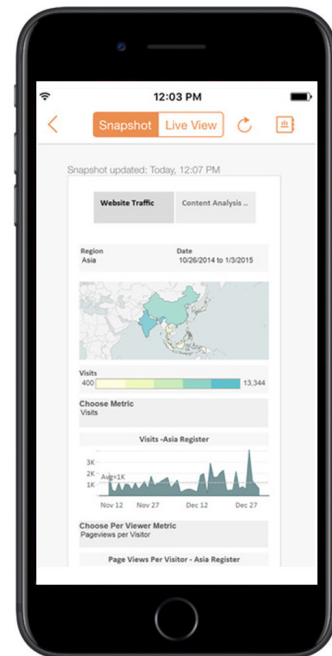 12:03 PM
Snapshot Live View
Snapshot updated: Today, 12:07 PM
Website Traffic Content Analysis ..
Region Date
Asia 10/26/2014 to 1/3/2015
Visits
400 13,344
Choose Metric
Visits
Visits -Asia Register
3K
2K
Avg=1K
1K
Nov 12 Nov 27 Dec 12 Dec 27
Choose Per Viewer Metric
Pageviews per Visitor
Page Views Per Visitor - Asia Register